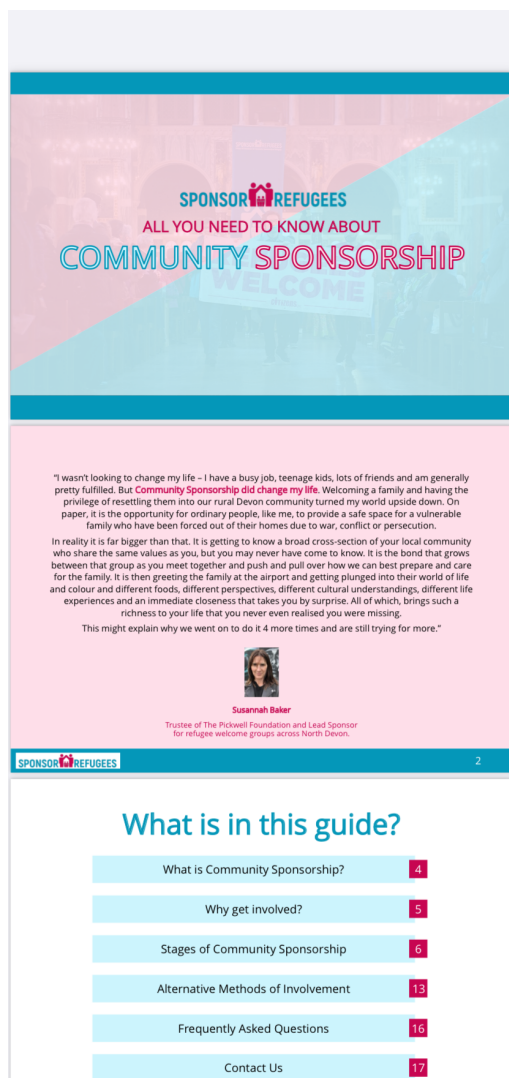 SPONSOR REFUGEES
ALL YOU NEED TO KNOW ABOUT
COMMUNITY SPONSORSHIP
WELCOME
“I wasn’t looking to change my life – I have a busy job, teenage kids, lots of friends and am generally
pretty fulfilled. But Community Sponsorship did change my life. Welcoming a family and having the
privilege of resettling them into our rural Devon community turned my world upside down. On
paper, it is the opportunity for ordinary people, like me, to provide a safe space for a vulnerable
family who have been forced out of their homes due to war, conflict or persecution.
In reality it is far bigger than that. It is getting to know a broad cross-section of your local community
who share the same values as you, but you may never have come to know. It is the bond that grows
between that group as you meet together and push and pull over how we can best prepare and care
for the family. It is then greeting the family at the airport and getting plunged into their world of life
and colour and different foods, different perspectives, different cultural understandings, different life
experiences and an immediate closeness that takes you by surprise. All of which, brings such a
richness to your life that you never even realised you were missing.
This might explain why we went on to do it 4 more times and are still trying for more.”
Susannah Baker
Trustee of The Pickwell Foundation and Lead Sponsor
for refugee welcome groups across North Devon.
SPONSOR REFUGEES 2
What is in this guide?
What is Community Sponsorship? 4
Why get involved? 5
Stages of Community Sponsorship 6
Alternative Methods of Involvement 13
Frequently Asked Questions 16
Contact Us 17